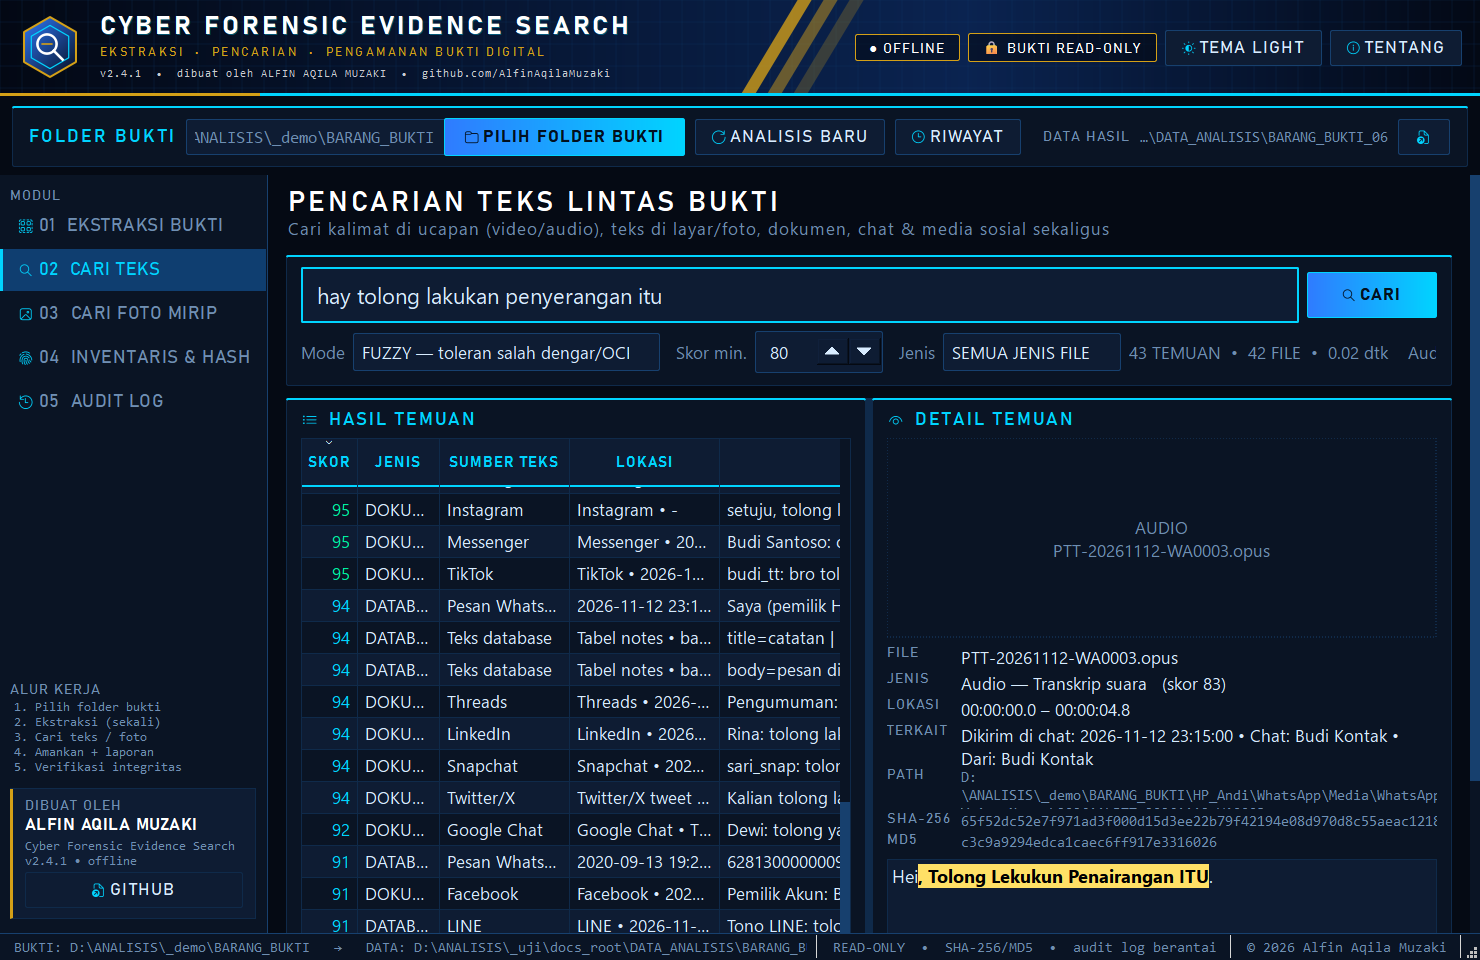 CYBER FORENSIC EVIDENCE SEARCH
EKSTRAKSI · PENCARIAN · PENGAMANAN BUKTI DIGITAL
v2.4.1 • dibuat oleh ALFIN AQILA MUZAKI • github.com/AlfinAqilaMuzaki
● OFFLINE
BUKTI READ-ONLY
TEMA LIGHT
TENTANG
FOLDER BUKTI
ANALISIS\_demo\BARANG_BUKTI
PILIH FOLDER BUKTI
ANALISIS BARU
RIWAYAT
DATA HASIL …\DATA_ANALISIS\BARANG_BUKTI_06
MODUL
01 EKSTRAKSI BUKTI
02 CARI TEKS
03 CARI FOTO MIRIP
04 INVENTARIS & HASH
05 AUDIT LOG
ALUR KERJA
1. Pilih folder bukti
2. Ekstraksi (sekali)
3. Cari teks / foto
4. Amankan + laporan
5. Verifikasi integritas
DIBUAT OLEH
ALFIN AQILA MUZAKI
Cyber Forensic Evidence Search
v2.4.1 • offline
GITHUB
PENCARIAN TEKS LINTAS BUKTI
Cari kalimat di ucapan (video/audio), teks di layar/foto, dokumen, chat & media sosial sekaligus
hay tolong lakukan penyerangan itu
CARI
Mode FUZZY — toleran salah dengar/OCI Skor min. 80 Jenis SEMUA JENIS FILE 43 TEMUAN • 42 FILE • 0.02 dtk Auc
HASIL TEMUAN
SKOR JENIS SUMBER TEKS LOKASI
95 DOKU... Instagram Instagram • - setuju, tolong l
95 DOKU... Messenger Messenger • 20... Budi Santoso: c
95 DOKU... TikTok TikTok • 2026-1... budi_tt: bro tol
94 DATAB... Pesan Whats... 2026-11-12 23:1... Saya (pemilik H
94 DATAB... Teks database Tabel notes • ba... title=catatan |
94 DATAB... Teks database Tabel notes • ba... body=pesan di
94 DOKU... Threads Threads • 2026-... Pengumuman:
94 DOKU... LinkedIn LinkedIn • 2026... Rina: tolong lal
94 DOKU... Snapchat Snapchat • 202... sari_snap: tolor
94 DOKU... Twitter/X Twitter/X tweet ... Kalian tolong la
92 DOKU... Google Chat Google Chat • T... Dewi: tolong ya
91 DATAB... Pesan Whats... 2020-09-13 19:2... 6281300000009
91 DOKU... Facebook Facebook • 202... Pemilik Akun: B
91 DATAB... LINE LINE • 2026-11-... Tono LINE: tolo
DETAIL TEMUAN
AUDIO
PTT-20261112-WA0003.opus
FILE PTT-20261112-WA0003.opus
JENIS Audio — Transkrip suara (skor 83)
LOKASI 00:00:00.0 – 00:00:04.8
TERKAIT Dikirim di chat: 2026-11-12 23:15:00 • Chat: Budi Kontak •
Dari: Budi Kontak
PATH D:
\ANALISIS\_demo\BARANG_BUKTI\HP_Andi\WhatsApp\Media\WhatsApp
SHA-256 65f52dc52e7f971ad3f000d15d3ee22b79f42194e08d970d8c55aeac1218
MD5 c3c9a9294edca1caec6ff917e3316026
Hei, Tolong Lekukun Penairangan ITU.
BUKTI: D:\ANALISIS\_demo\BARANG_BUKTI → DATA: D:\ANALISIS\_uji\docs_root\DATA_ANALISIS\BARANG_B READ-ONLY • SHA-256/MD5 • audit log berantai © 2026 Alfin Aqila Muzaki